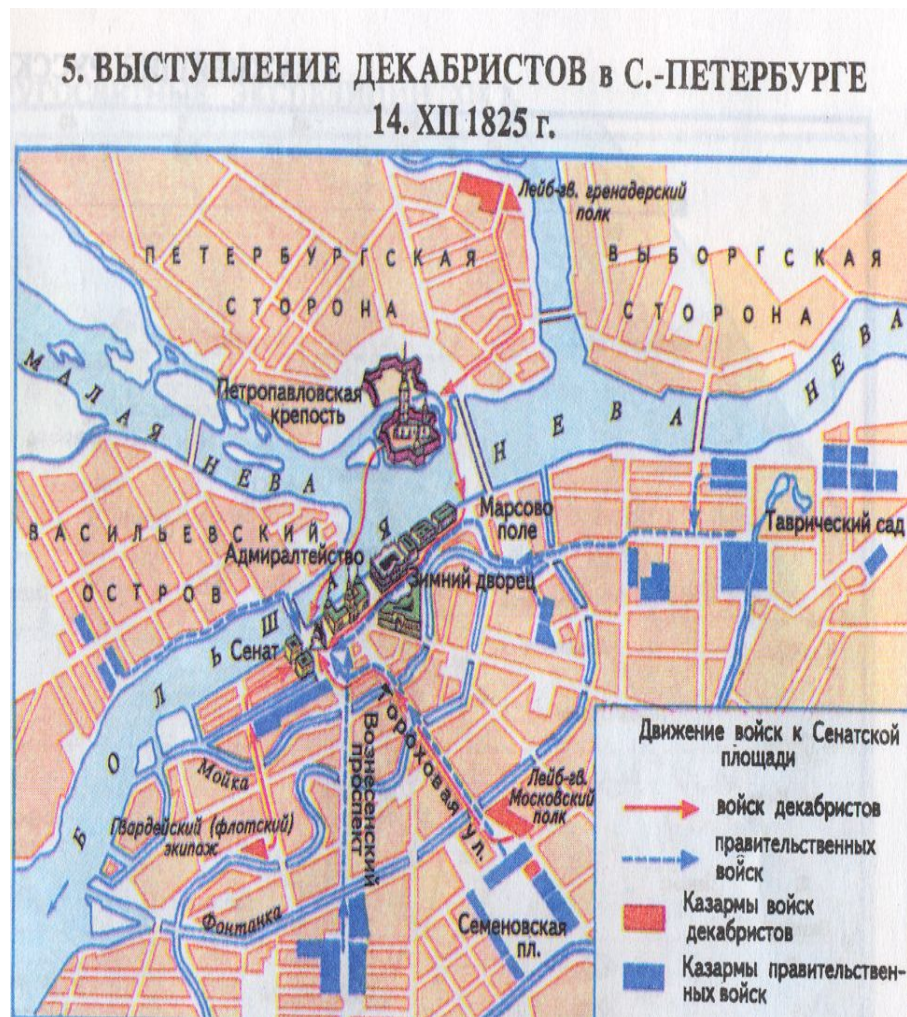 5. ВЫСТУПЛЕНИЕ ДЕКАБРИСТОВ в С.-ПЕТЕРБУРГЕ
14. XII 1825 г.
Лейб-гв. гренадерский
полк
ПЕТЕРБУРГСКАЯ
СТОРОНА
ВЫБОРГСКАЯ
СТОРОНА
МАЛАЯ
НЕВА
Петропавловская
крепость
НЕВА
НЕВА
ВАСИЛЬЕВСКИЙ
ОСТРОВ
Адмиралтейство
Марсово
поле
Таврический сад
Зимний дворец
Сенат
БОЛЬШАЯ
Мойка
Вознесенский
проспект
Гороховая ул.
Лейб-гв.
Московский
полк
Гвардейский (флотский)
экипаж
Фонтанка
Семеновская
пл.
Движение войск к Сенатской
площади
войск декабристов
правительственных
войск
Казармы войск
декабристов
Казармы правительствен-
ных войск